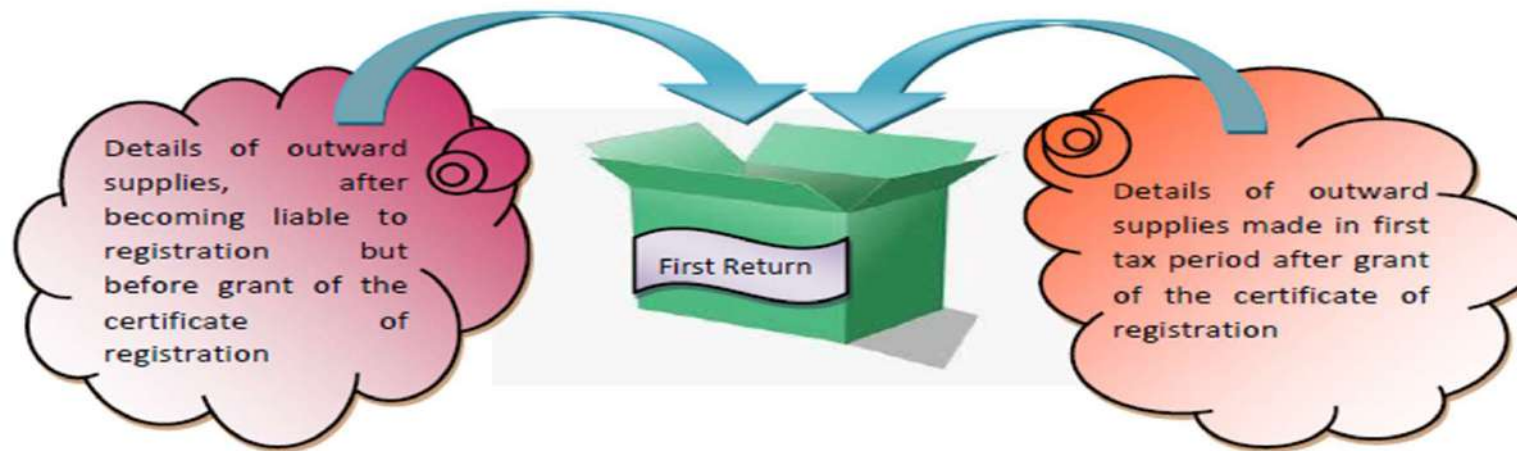 Details of outward
supplies, after
becoming liable to
registration but
before grant of the
certificate of
registration
First Return
Details of outward
supplies made in first
tax period after grant
of the certificate of
registration